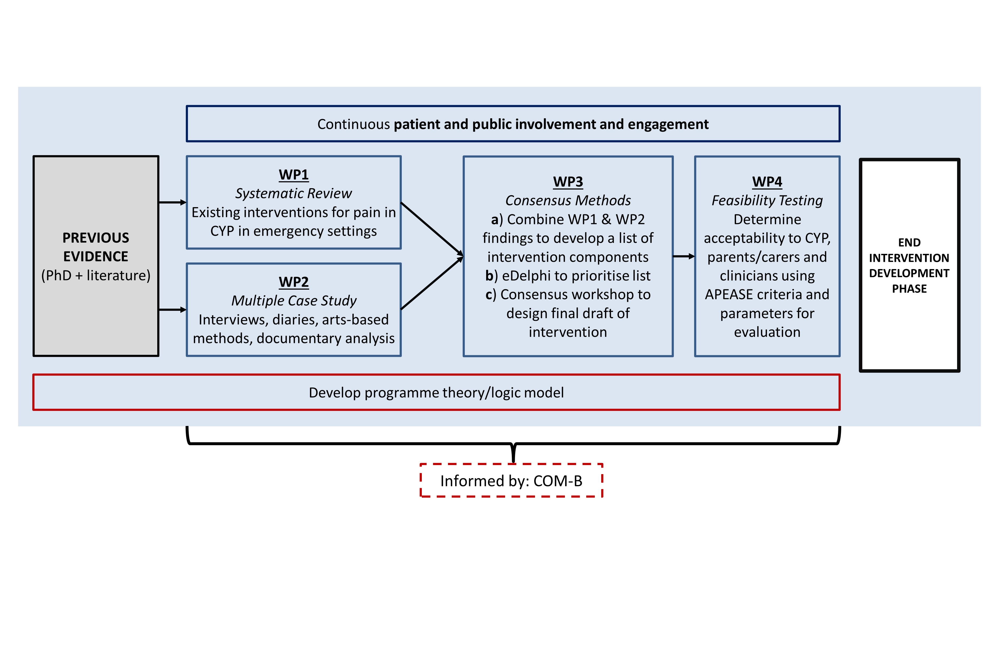 Continuous patient and public involvement and engagement
PREVIOUS
EVIDENCE
(PhD + literature)
WP1
Systematic Review
Existing interventions for pain in
CYP in emergency settings
WP2
Multiple Case Study
Interviews, diaries, arts-based
methods, documentary analysis
WP3
Consensus Methods
a) Combine WP1 & WP2
findings to develop a list of
intervention components
b) eDelphi to prioritise list
c) Consensus workshop to
design final draft of
intervention
WP4
Feasibility Testing
Determine
acceptability to CYP,
parents/carers and
clinicians using
APEASE criteria and
parameters for
evaluation
END
INTERVENTION
DEVELOPMENT
PHASE
Develop programme theory/logic model
Informed by: COM-B